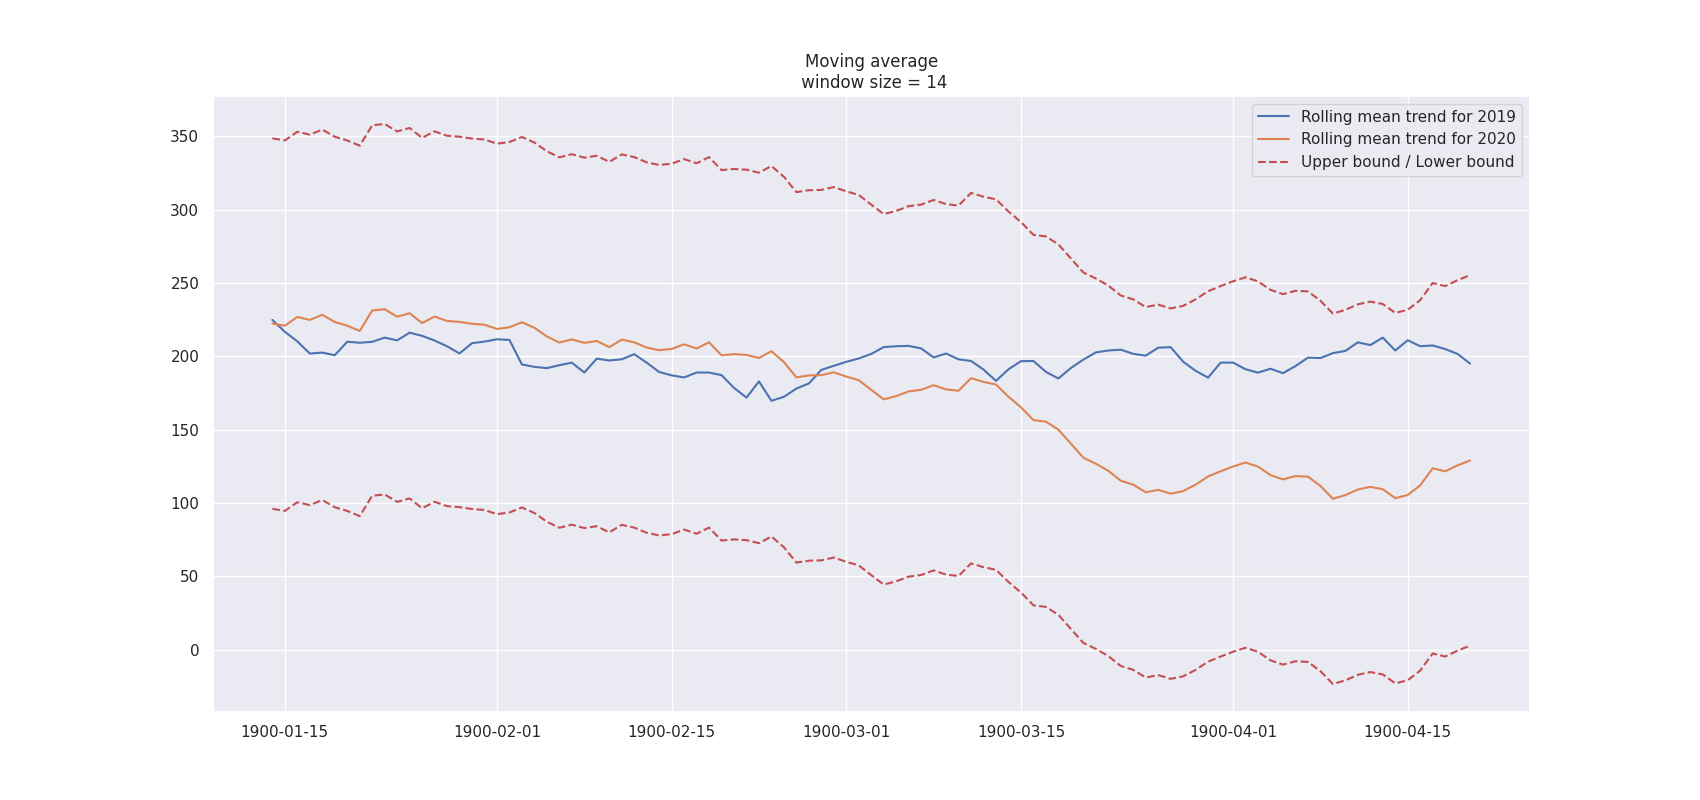 Moving average
window size = 14
Rolling mean trend for 2019
Rolling mean trend for 2020
Upper bound / Lower bound
350
300
250
200
150
100
50
0
1900-01-15 1900-02-01 1900-02-15 1900-03-01 1900-03-15 1900-04-01 1900-04-15